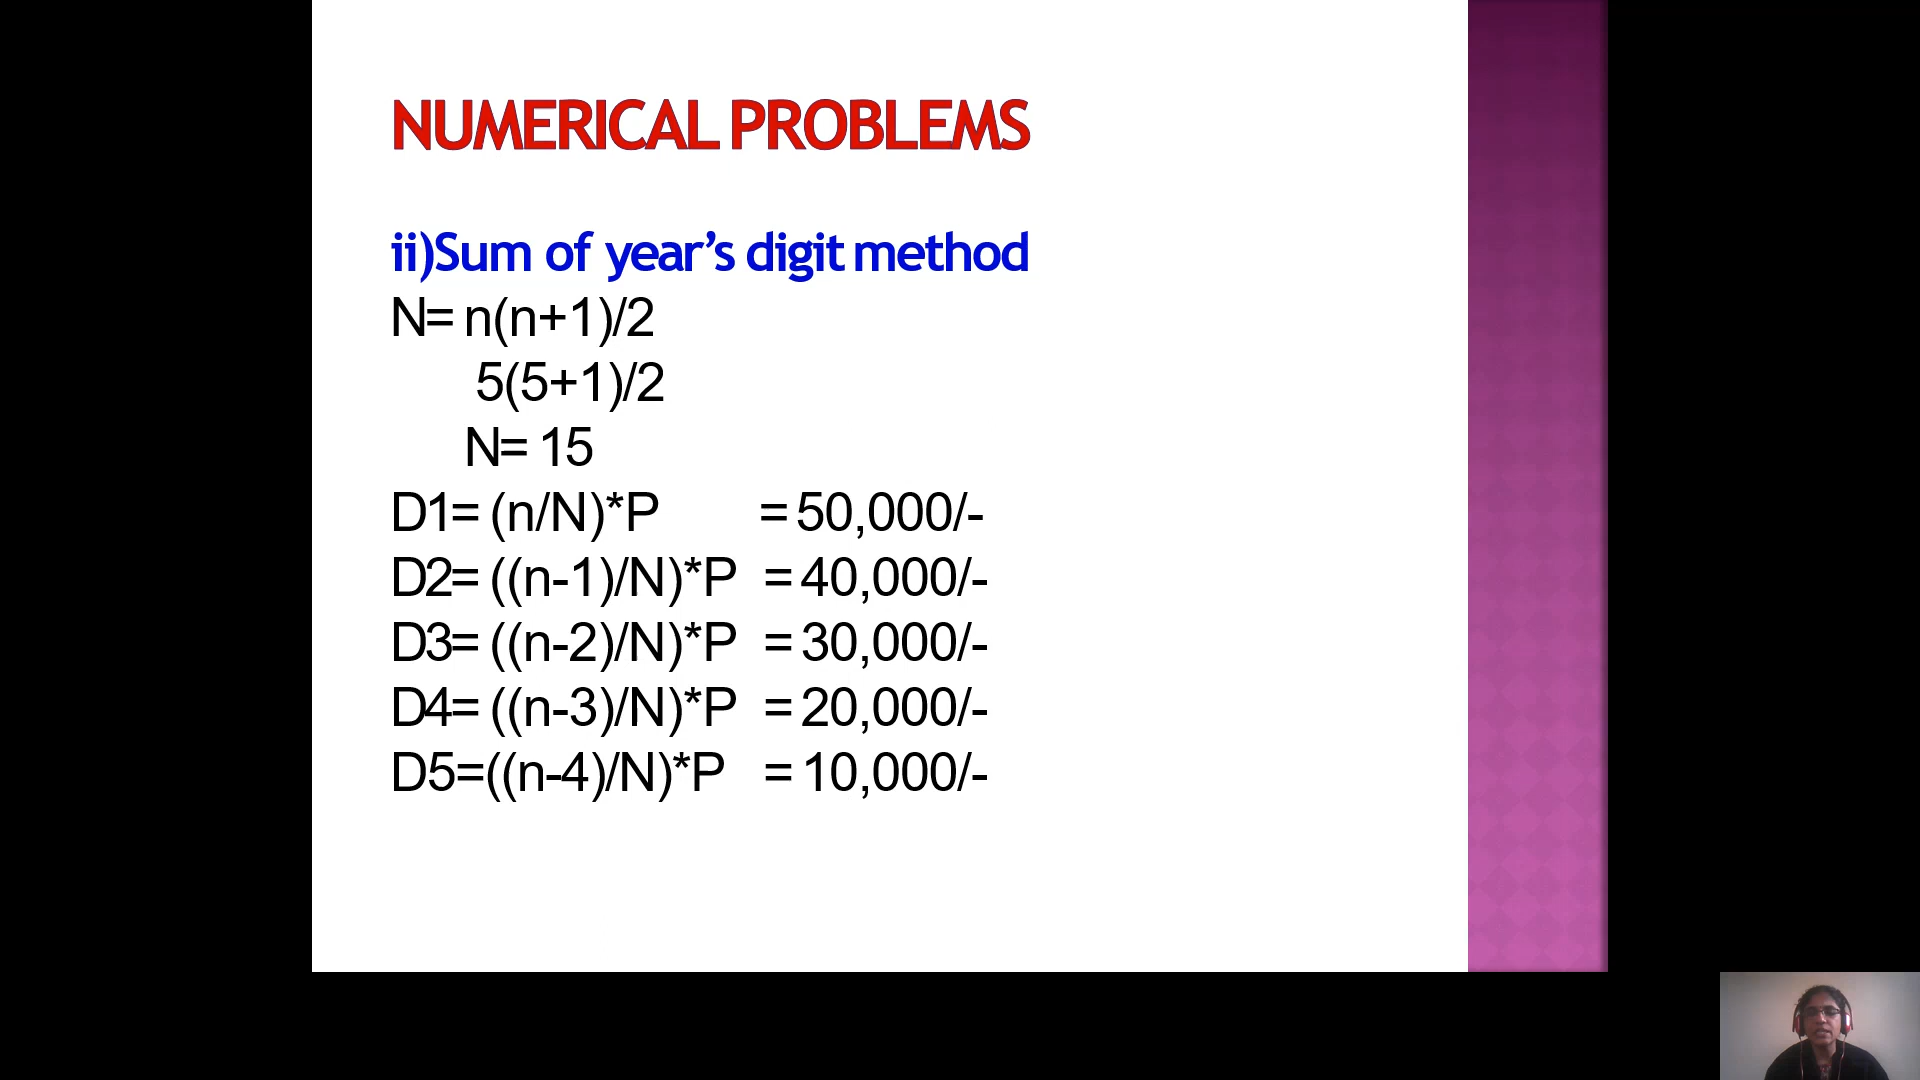 NUMERICAL PROBLEMS
ii)Sum of year’s digit method
N= n(n+1)/2
5(5+1)/2
N= 15
D1= (n/N)*P = 50,000/-
D2= ((n-1)/N)*P = 40,000/-
D3= ((n-2)/N)*P = 30,000/-
D4= ((n-3)/N)*P = 20,000/-
D5=((n-4)/N)*P = 10,000/-